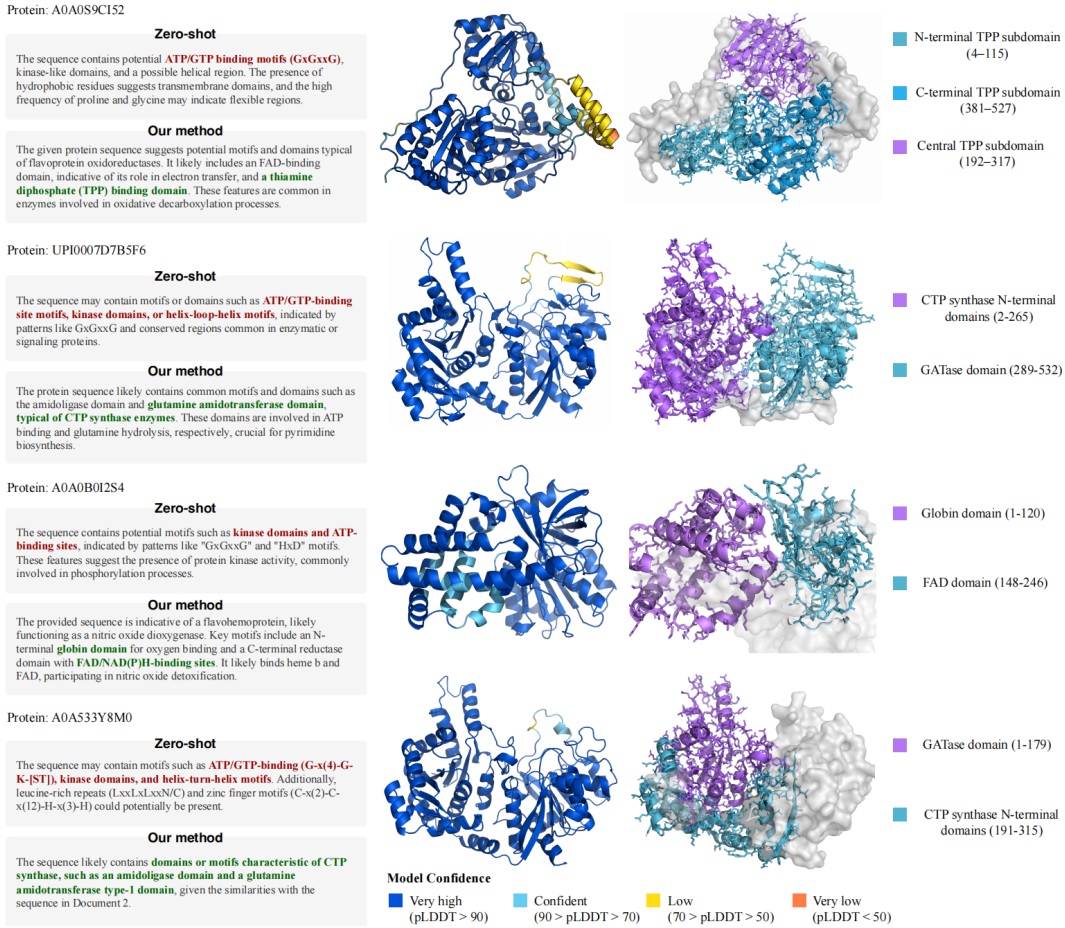 Protein: A0A0S9CI52
Zero-shot
The sequence contains potential ATP/GTP binding motifs (GxGxxG),
kinase-like domains, and a possible helical region. The presence of
hydrophobic residues suggests transmembrane domains, and the high
frequency of proline and glycine may indicate flexible regions.
Our method
The given protein sequence suggests potential motifs and domains typical
of flavoprotein oxidoreductases. It likely includes an FAD-binding
domain, indicative of its role in electron transfer, and a thiamine
diphosphate (TPP) binding domain. These features are common in
enzymes involved in oxidative decarboxylation processes.
N-terminal TPP subdomain
(4–115)
C-terminal TPP subdomain
(381–527)
Central TPP subdomain
(192–317)
Protein: UPI0007D7B5F6
Zero-shot
The sequence may contain motifs or domains such as ATP/GTP-binding
site motifs, kinase domains, or helix-loop-helix motifs, indicated by
patterns like GxGxxG and conserved regions common in enzymatic or
signaling proteins.
Our method
The protein sequence likely contains common motifs and domains such as
the amidoligase domain and glutamine amidotransferase domain,
typical of CTP synthase enzymes. These domains are involved in ATP
binding and glutamine hydrolysis, respectively, crucial for pyrimidine
biosynthesis.
CTP synthase N-terminal
domains (2-265)
GATase domain (289-532)
Protein: A0A0B0I2S4
Zero-shot
The sequence contains potential motifs such as kinase domains and ATP-
binding sites, indicated by patterns like "GxGxxG" and "HxD" motifs.
These features suggest the presence of protein kinase activity, commonly
involved in phosphorylation processes.
Our method
The provided sequence is indicative of a flavohemoprotein, likely
functioning as a nitric oxide dioxygenase. Key motifs include an N-
terminal globin domain for oxygen binding and a C-terminal reductase
domain with FAD/NAD(P)H-binding sites. It likely binds heme b and
FAD, participating in nitric oxide detoxification.
Globin domain (1-120)
FAD domain (148-246)
Protein: A0A533Y8M0
Zero-shot
The sequence may contain motifs such as ATP/GTP-binding (G-x(4)-G-
K-[ST]), kinase domains, and helix-turn-helix motifs. Additionally,
leucine-rich repeats (LxxLxLxxN/C) and zinc finger motifs (C-x(2)-C-
x(12)-H-x(3)-H) could potentially be present.
Our method
The sequence likely contains domains or motifs characteristic of CTP
synthase, such as an amidoligase domain and a glutamine
amidotransferase type-1 domain, given the similarities with the
sequence in Document 2.
GATase domain (1-179)
CTP synthase N-terminal
domains (191-315)
Model Confidence
Very high
(pLDDT > 90)
Confident
(90 > pLDDT > 70)
Low
(70 > pLDDT > 50)
Very low
(pLDDT < 50)